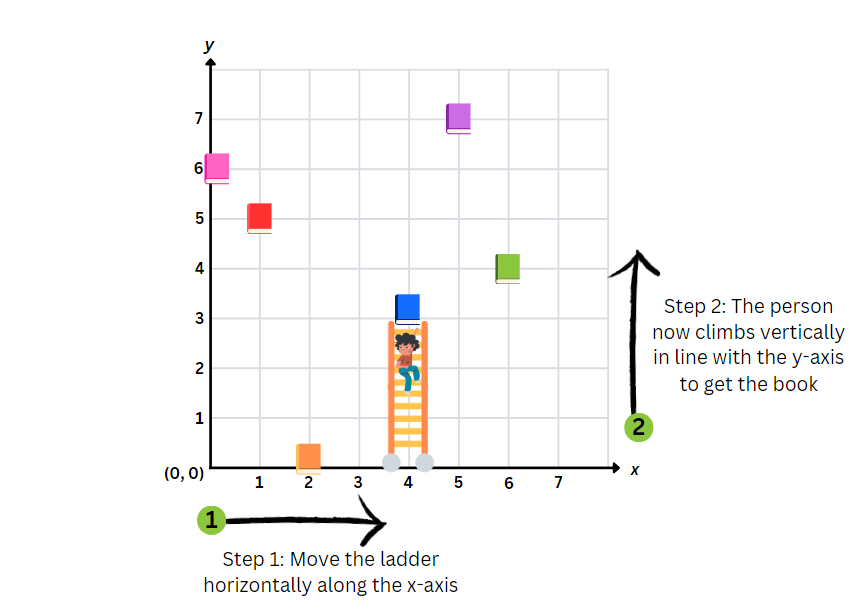 y
7
6
5
4
3
2
1
(0, 0)
1 2 3 4 5 6 7 x
Step 2: The person
now climbs vertically
in line with the y-axis
to get the book
2
1
Step 1: Move the ladder
horizontally along the x-axis